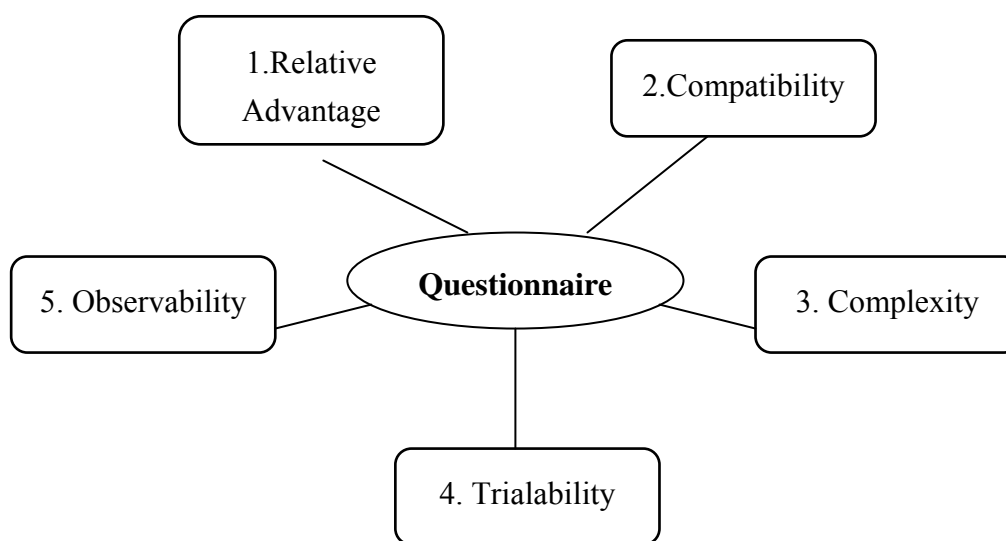 1.Relative
Advantage
2.Compatibility
Questionnaire
5. Observability
3. Complexity
4. Trialability